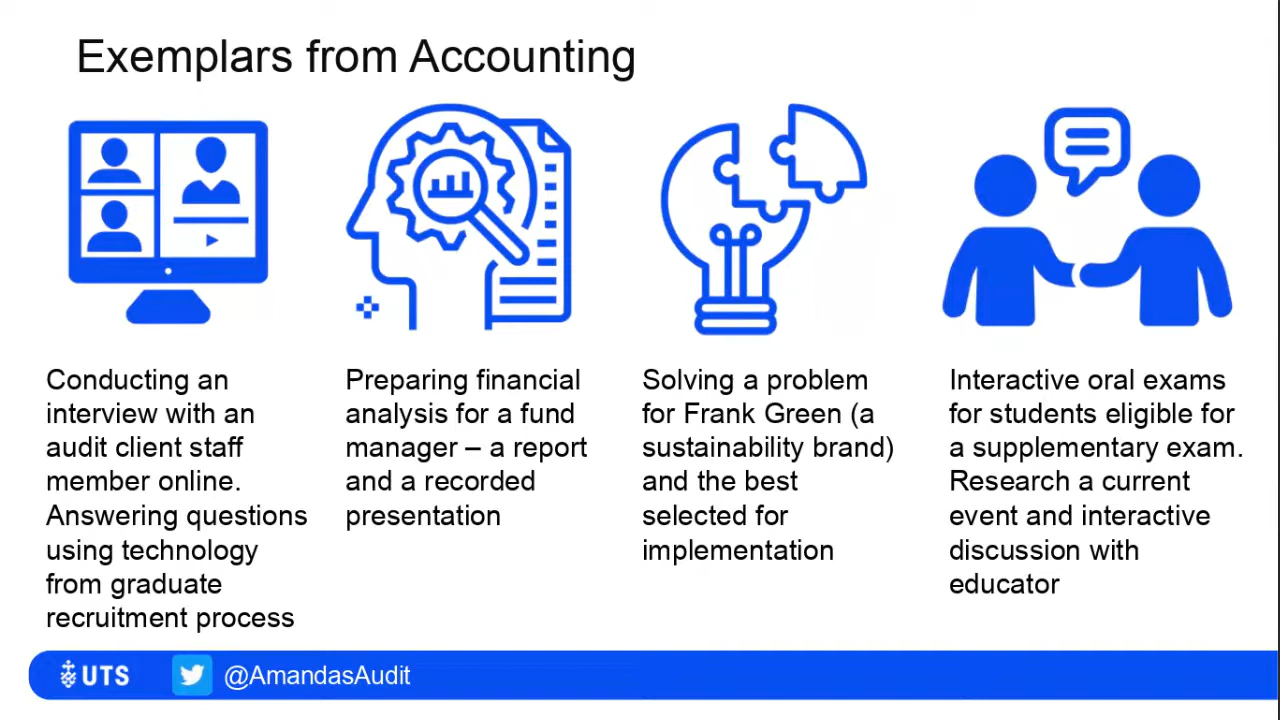 Exemplars from Accounting
Conducting an
interview with an
audit client staff
member online.
Answering questions
using technology
from graduate
recruitment process
Preparing financial
analysis for a fund
manager – a report
and a recorded
presentation
Solving a problem
for Frank Green (a
sustainability brand)
and the best
selected for
implementation
Interactive oral exams
for students eligible for
a supplementary exam.
Research a current
event and interactive
discussion with
educator
UTS
@AmandasAudit